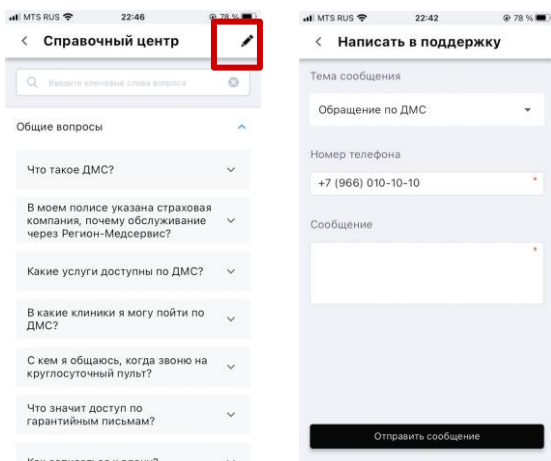 MTS RUS 22:46 78 %
Справочный центр
Введите ключевые слова вопроса
Общие вопросы
Что такое ДМС?
В моем полисе указана страховая
компания, почему обслуживание
через Регион-Медсервис?
Какие услуги доступны по ДМС?
В какие клиники я могу пойти по
ДМС?
С кем я общаюсь, когда звоню на
круглосуточный пульт?
Что значит доступ по
гарантийным письмам?
MTS RUS 22:42 78 %
Написать в поддержку
Тема сообщения
Обращение по ДМС
Номер телефона
+7 (966) 010-10-10 *
Сообщение
*
Отправить сообщение